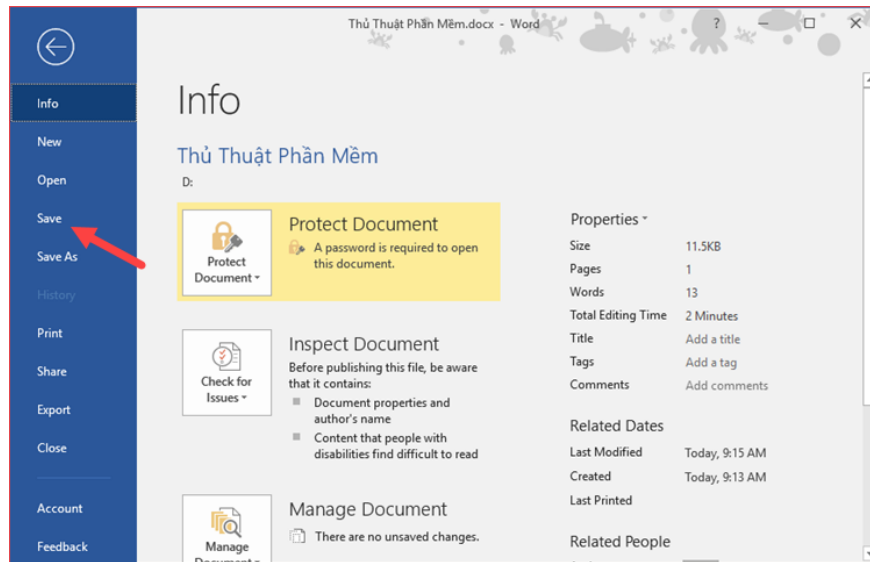 Thủ Thuật Phần Mềm.docx - Word
?
Info
New
Open
Save
Save As
History
Print
Share
Export
Close
Account
Feedback
Info
Thủ Thuật Phần Mềm
D:
Protect
Document
Protect Document
A password is required to open
this document.
Check for
Issues
Inspect Document
Before publishing this file, be aware
that it contains:
Document properties and
author's name
Content that people with
disabilities find difficult to read
Manage
Document
Manage Document
There are no unsaved changes.
Properties
Size 11.5KB
Pages 1
Words 13
Total Editing Time 2 Minutes
Title Add a title
Tags Add a tag
Comments Add comments
Related Dates
Last Modified Today, 9:15 AM
Created Today, 9:13 AM
Last Printed
Related People